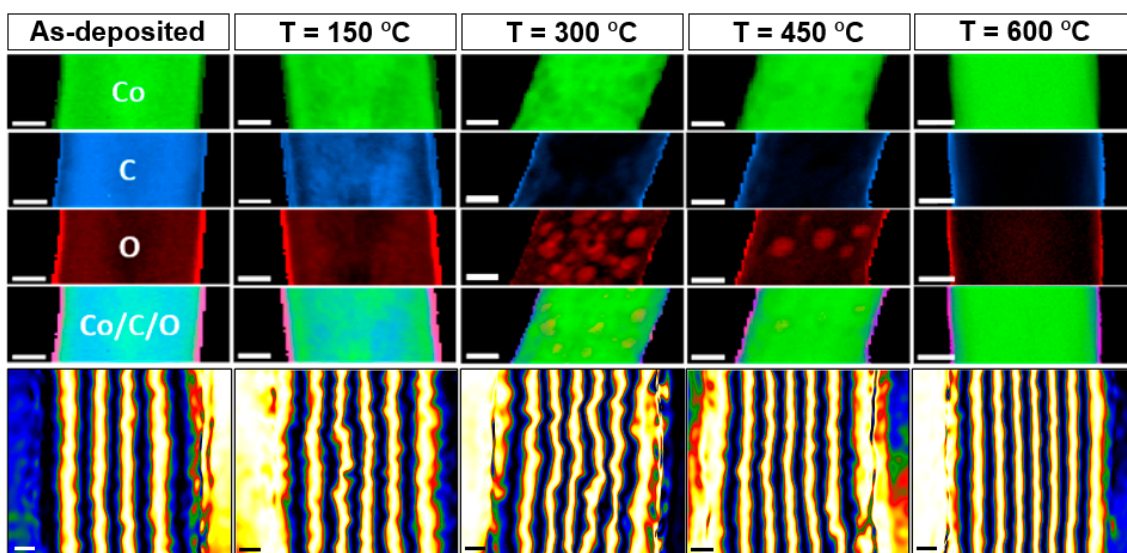 As-deposited
T = 150 °C
T = 300 °C
T = 450 °C
T = 600 °C
Co
C
O
Co/C/O